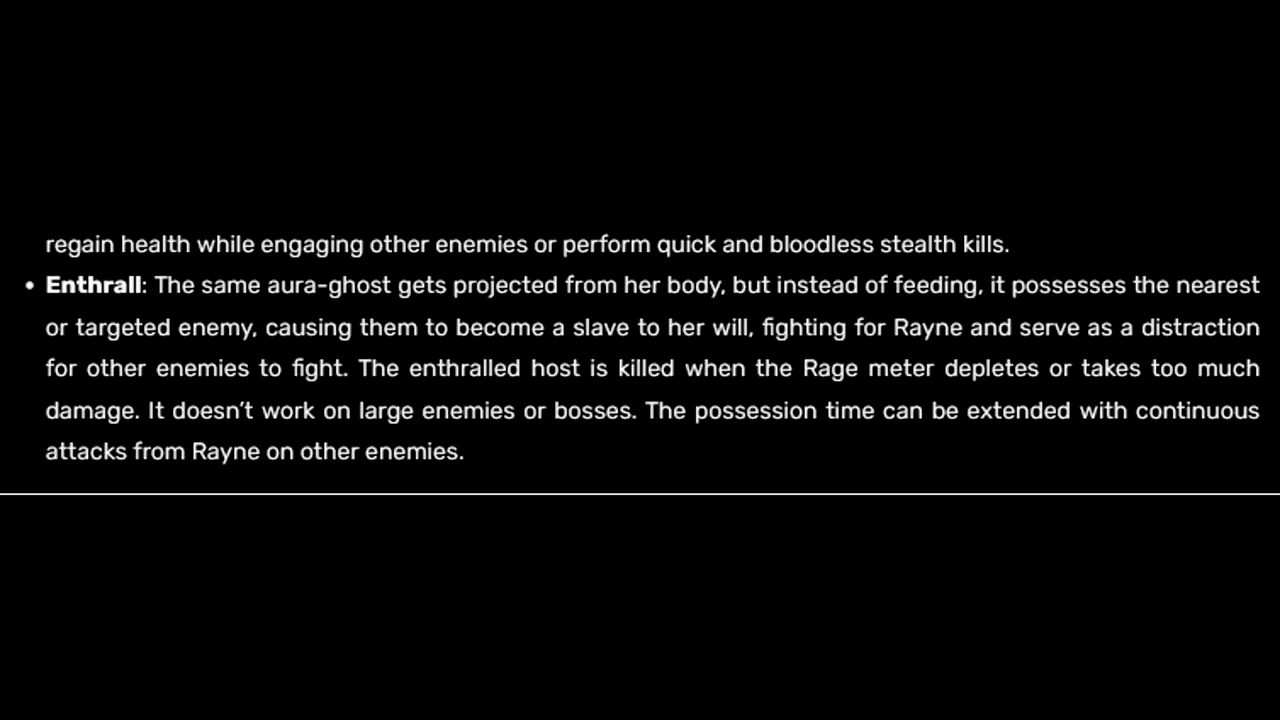 regain health while engaging other enemies or perform quick and bloodless stealth kills.
• Enthrall: The same aura-ghost gets projected from her body, but instead of feeding, it possesses the nearest
or targeted enemy, causing them to become a slave to her will, fighting for Rayne and serve as a distraction
for other enemies to fight. The enthralled host is killed when the Rage meter depletes or takes too much
damage. It doesn’t work on large enemies or bosses. The possession time can be extended with continuous
attacks from Rayne on other enemies.